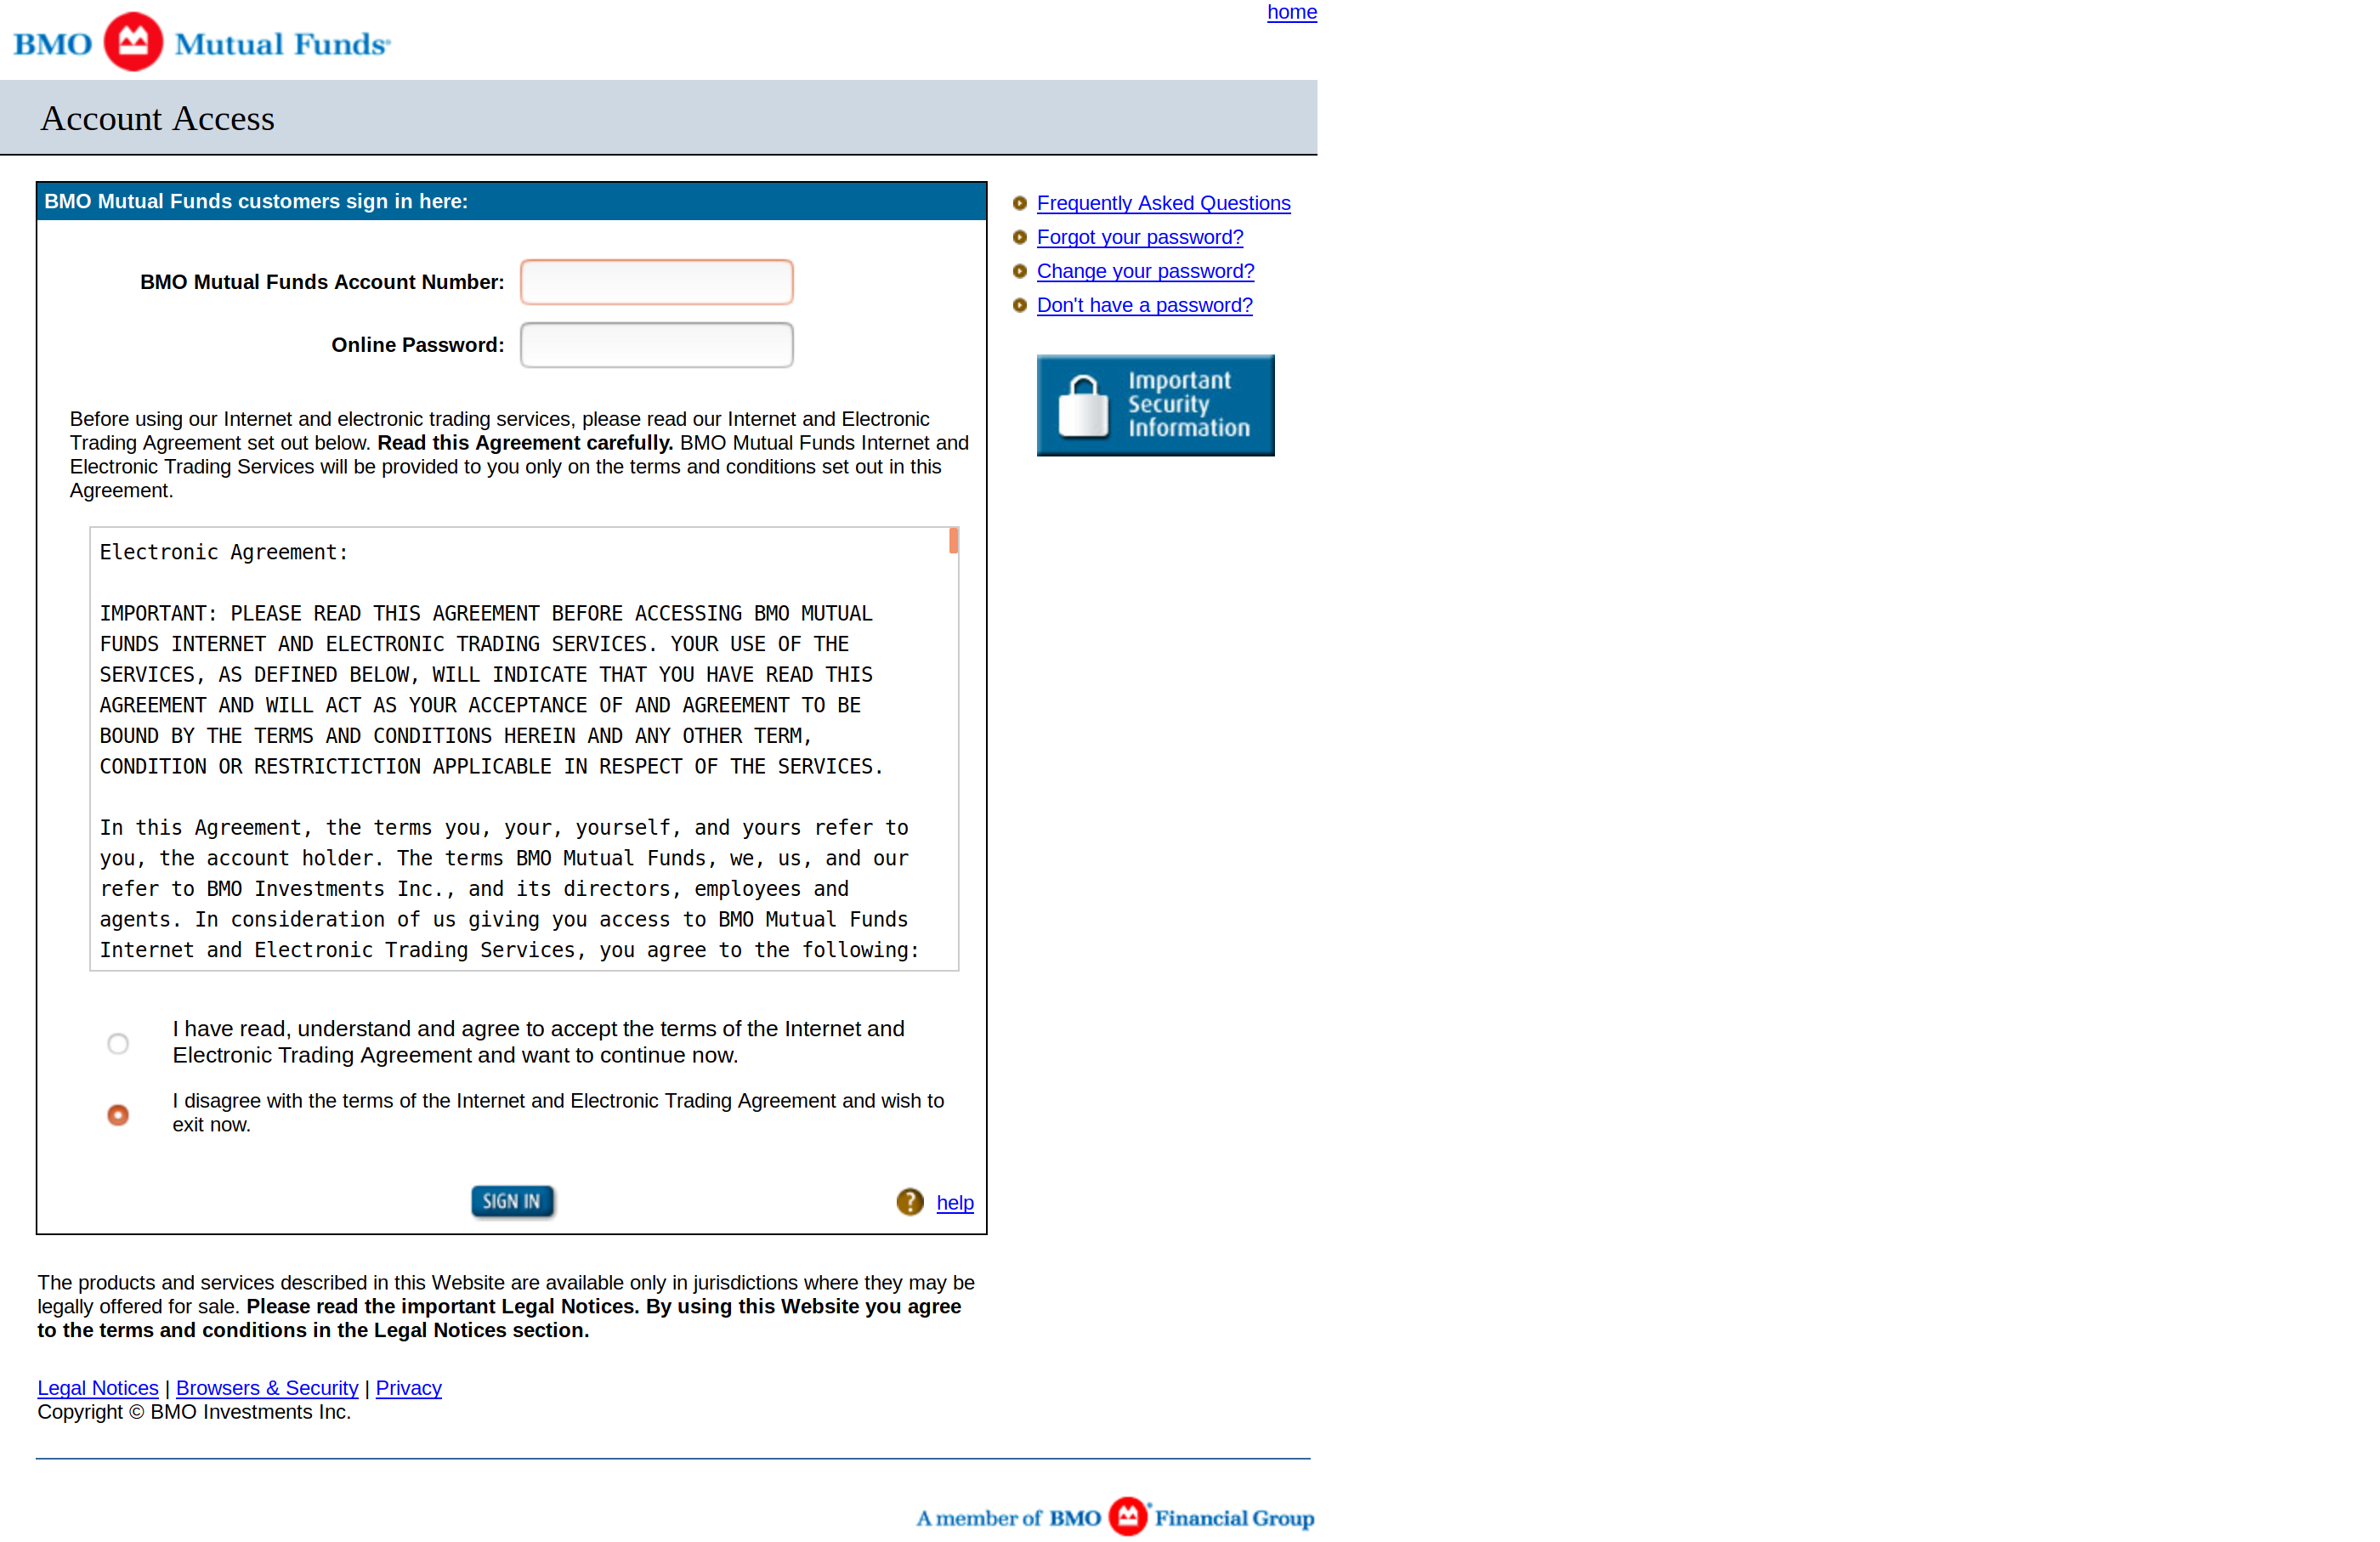 home
BMO Mutual Funds
Account Access
BMO Mutual Funds customers sign in here:
BMO Mutual Funds Account Number:
Online Password:
Before using our Internet and electronic trading services, please read our Internet and Electronic
Trading Agreement set out below. Read this Agreement carefully. BMO Mutual Funds Internet and
Electronic Trading Services will be provided to you only on the terms and conditions set out in this
Agreement.
Electronic Agreement:
IMPORTANT: PLEASE READ THIS AGREEMENT BEFORE ACCESSING BMO MUTUAL
FUNDS INTERNET AND ELECTRONIC TRADING SERVICES. YOUR USE OF THE
SERVICES, AS DEFINED BELOW, WILL INDICATE THAT YOU HAVE READ THIS
AGREEMENT AND WILL ACT AS YOUR ACCEPTANCE OF AND AGREEMENT TO BE
BOUND BY THE TERMS AND CONDITIONS HEREIN AND ANY OTHER TERM,
CONDITION OR RESTRICTICTION APPLICABLE IN RESPECT OF THE SERVICES.
In this Agreement, the terms you, your, yourself, and yours refer to
you, the account holder. The terms BMO Mutual Funds, we, us, and our
refer to BMO Investments Inc., and its directors, employees and
agents. In consideration of us giving you access to BMO Mutual Funds
Internet and Electronic Trading Services, you agree to the following:
I have read, understand and agree to accept the terms of the Internet and
Electronic Trading Agreement and want to continue now.
I disagree with the terms of the Internet and Electronic Trading Agreement and wish to
exit now.
SIGN IN
? help
Frequently Asked Questions
Forgot your password?
Change your password?
Don't have a password?
Important
Security
Information
The products and services described in this Website are available only in jurisdictions where they may be
legally offered for sale. Please read the important Legal Notices. By using this Website you agree
to the terms and conditions in the Legal Notices section.
Legal Notices | Browsers & Security | Privacy
Copyright © BMO Investments Inc.
A member of BMO Financial Group